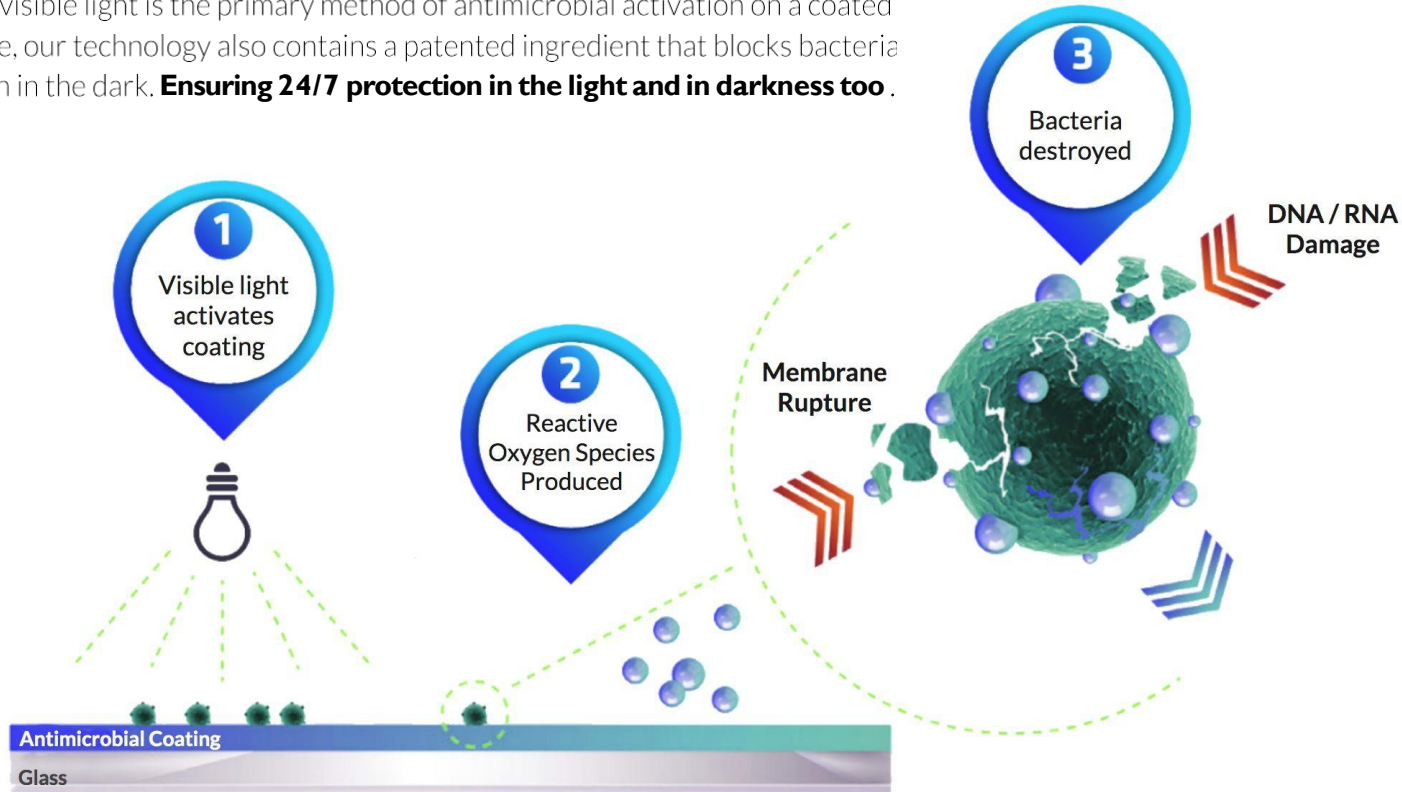 visible light is the primary method of antimicrobial activation on a coated
e, our technology also contains a patented ingredient that blocks bacteria
n in the dark. Ensuring 24/7 protection in the light and in darkness too .
1
Visible light
activates
coating
2
Reactive
Oxygen Species
Produced
3
Bacteria
destroyed
DNA / RNA
Damage
Membrane
Rupture
Antimicrobial Coating
Glass